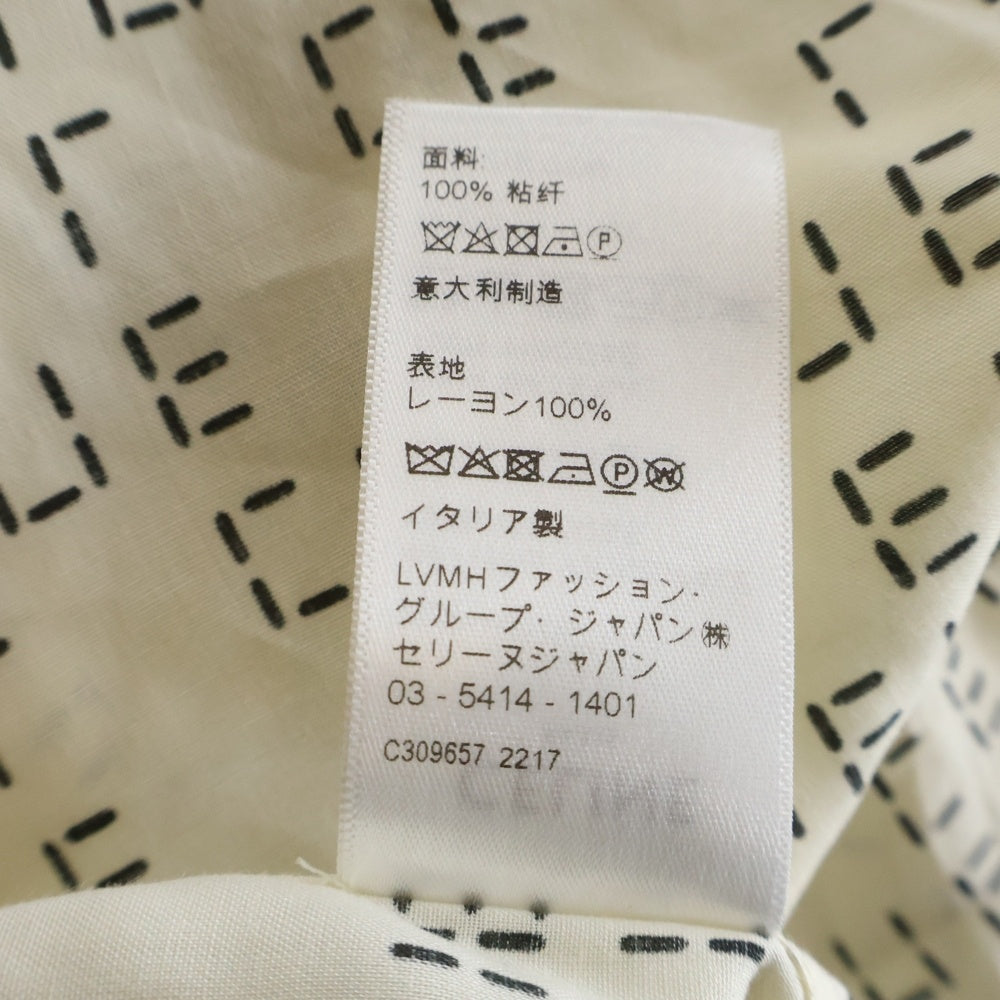 面料:
100% 粘纤
P
意大利制造
表地
レーヨン100%
P W
イタリア製
LVMHファッション・
グループ・ジャパン㈱
セリーヌジャパン
03 - 5414 - 1401
C309657 2217